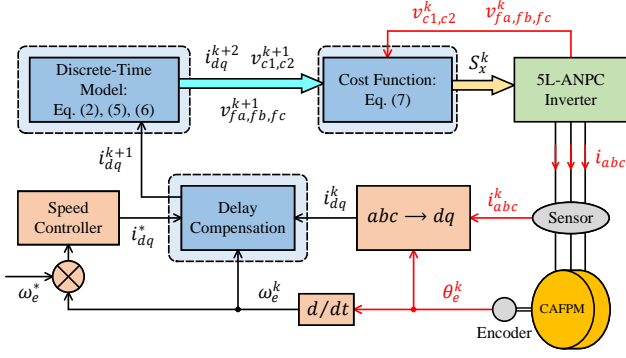 v_{c1,c2}^{k} v_{fa,fb,fc}^{k}
i_{dq}^{k+2} v_{c1,c2}^{k+1}
v_{fa,fb,fc}^{k+1}
Discrete-Time
Model:
Eq. (2), (5), (6)
Cost Function:
Eq. (7)
S_x^k
5L-ANPC
Inverter
i_{dq}^{k+1}
i_{abc}
Speed
Controller
i_{dq}^*
Delay
Compensation
i_{dq}^k
abc → dq
i_{abc}^k
Sensor
ω_e^*
ω_e^k
d/dt
θ_e^k
Encoder
CAFPM